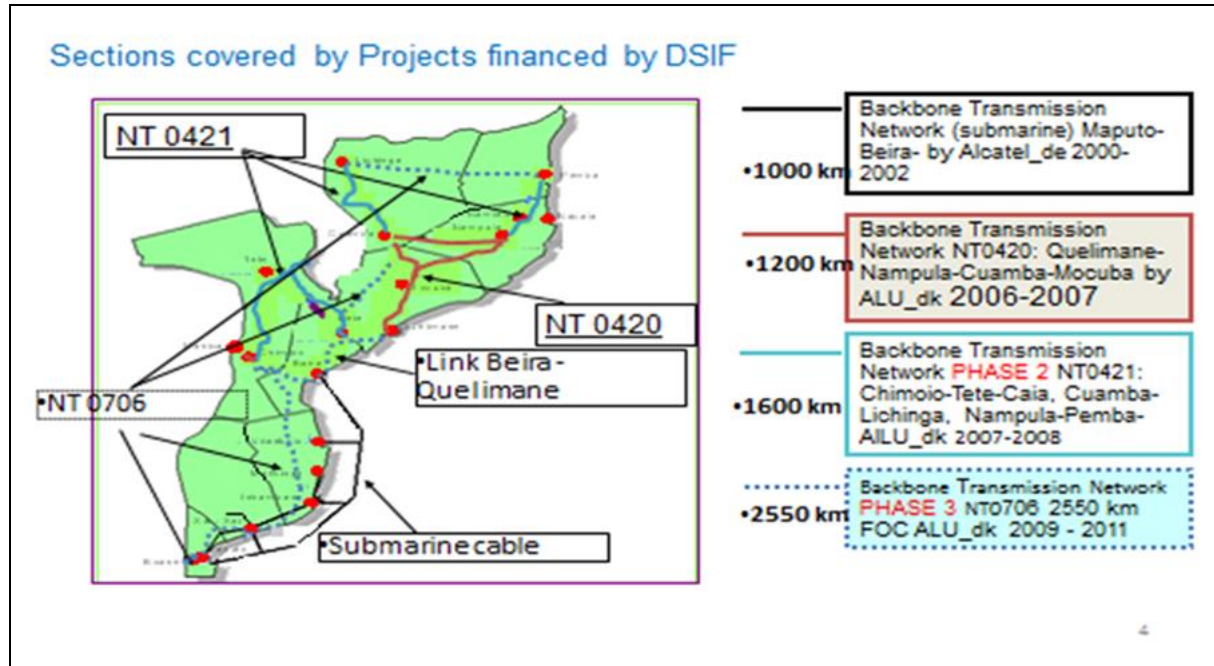 Sections covered by Projects financed by DSIF
NT 0421
NT 0420
•Link Beira-
Quelimane
•NT 0706
•Submarine cable
•1000 km
Backbone Transmission
Network (submarine) Maputo-
Beira- by Alcatel_de 2000-
2002
•1200 km
Backbone Transmission
Network NT0420: Quelimane-
Nampula-Cuamba-Mocuba by
ALU_dk 2006-2007
•1600 km
Backbone Transmission
Network PHASE 2 NT0421:
Chimoio-Tete-Caia, Cuamba-
Lichinga, Nampula-Pemba-
AlLU_dk 2007-2008
•2550 km
Backbone Transmission Network
PHASE 3 NT0706 2550 km
FOC ALU_dk 2009 - 2011
4